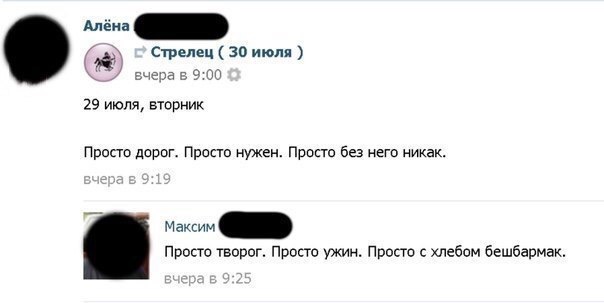 Алёна
Стрелец ( 30 июля )
вчера в 9:00
29 июля, вторник
Просто дорог. Просто нужен. Просто без него никак.
вчера в 9:19
Максим
Просто творог. Просто ужин. Просто с хлебом бешбармак.
вчера в 9:25